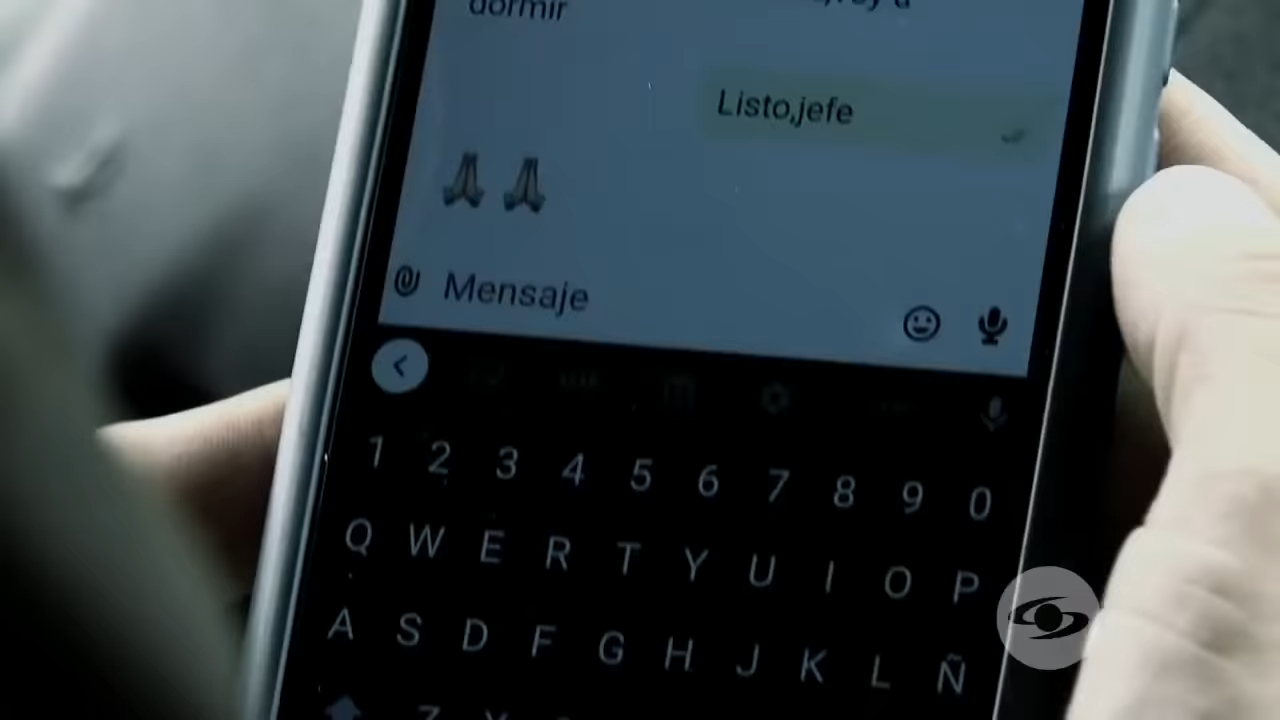 dormir
Listo,jefe
Mensaje
1 2 3 4 5 6 7 8 9 0
Q W E R T Y U I O P
A S D F G H J K L Ñ